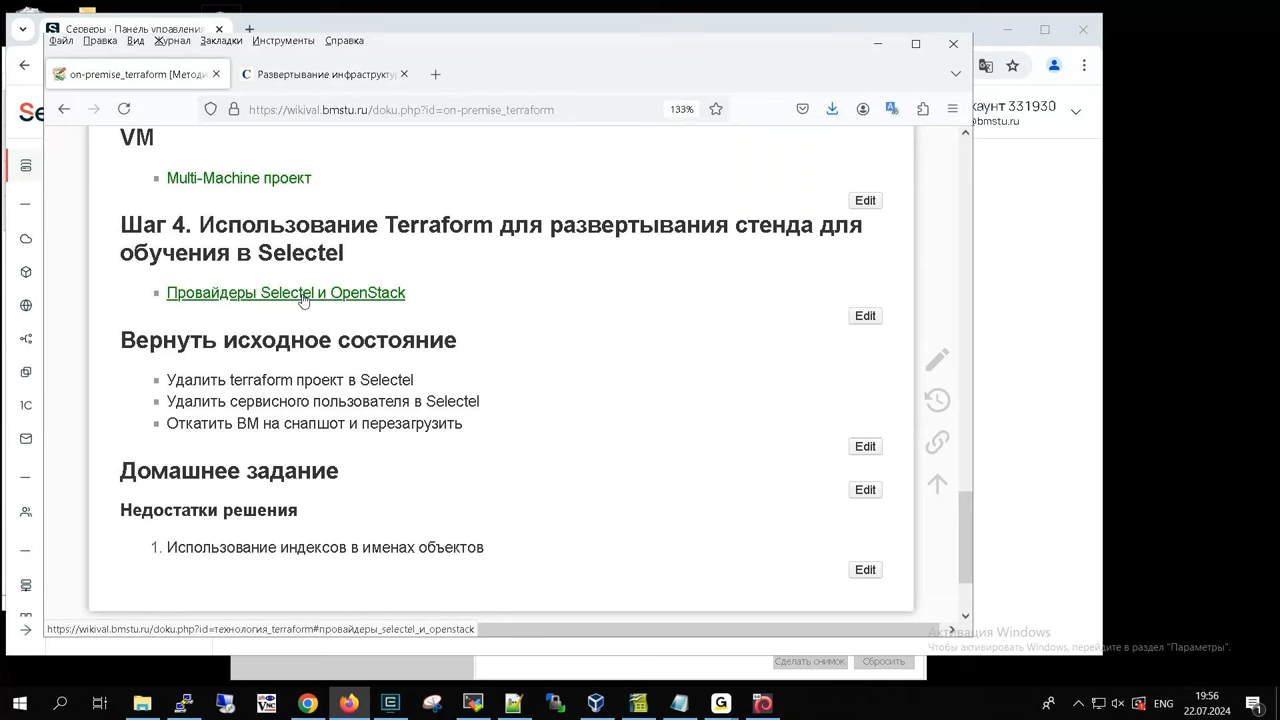 Серверы · Панель управления
Файл Правка Вид Журнал Закладки Инструменты Справка
on-premise_terraform [Методи
C Развертывание инфраструкту
https://wikival.bmstu.ru/doku.php?id=on-premise_terraform
133%
Se
каунт 331930
@bmstu.ru
VM
Multi-Machine проект
Edit
Шаг 4. Использование Terraform для развертывания стенда для
обучения в Selectel
Провайдеры Selectel и OpenStack
Edit
Вернуть исходное состояние
Удалить terraform проект в Selectel
Удалить сервисного пользователя в Selectel
Откатить ВМ на снапшот и перезагрузить
Edit
Домашнее задание
Edit
Недостатки решения
1. Использование индексов в именах объектов
Edit
1C
https://wikival.bmstu.ru/doku.php?id=технология_terraform#провайдеры_selectel_и_openstack
Активация Windows
Чтобы активировать Windows, перейдите в раздел "Параметры".
Сделать снимок Сбросить
ENG
19:56
22.07.2024